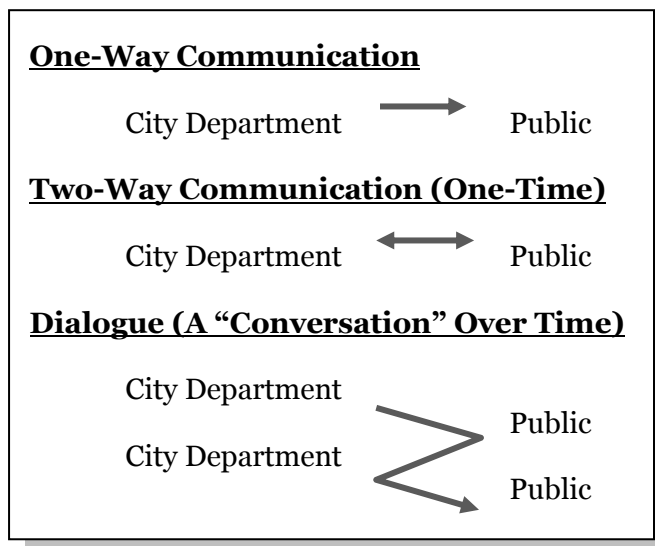 One-Way Communication
City Department Public
Two-Way Communication (One-Time)
City Department Public
Dialogue (A “Conversation” Over Time)
City Department
Public
City Department
Public